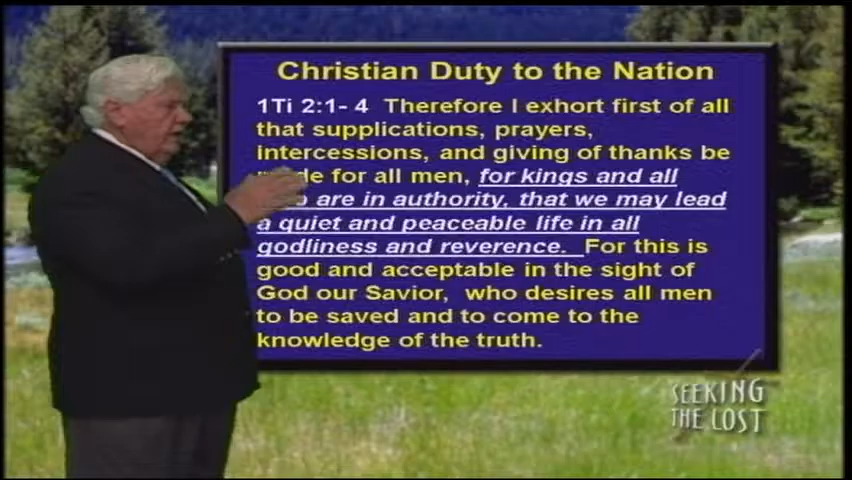 Christian Duty to the Nation
1Ti 2:1- 4 Therefore I exhort first of all
that supplications, prayers,
intercessions, and giving of thanks be
for all men, for kings and all
are in authority, that we may lead
a quiet and peaceable life in all
godliness and reverence. For this is
good and acceptable in the sight of
God our Savior, who desires all men
to be saved and to come to the
knowledge of the truth.
SEEKING
THE LOST